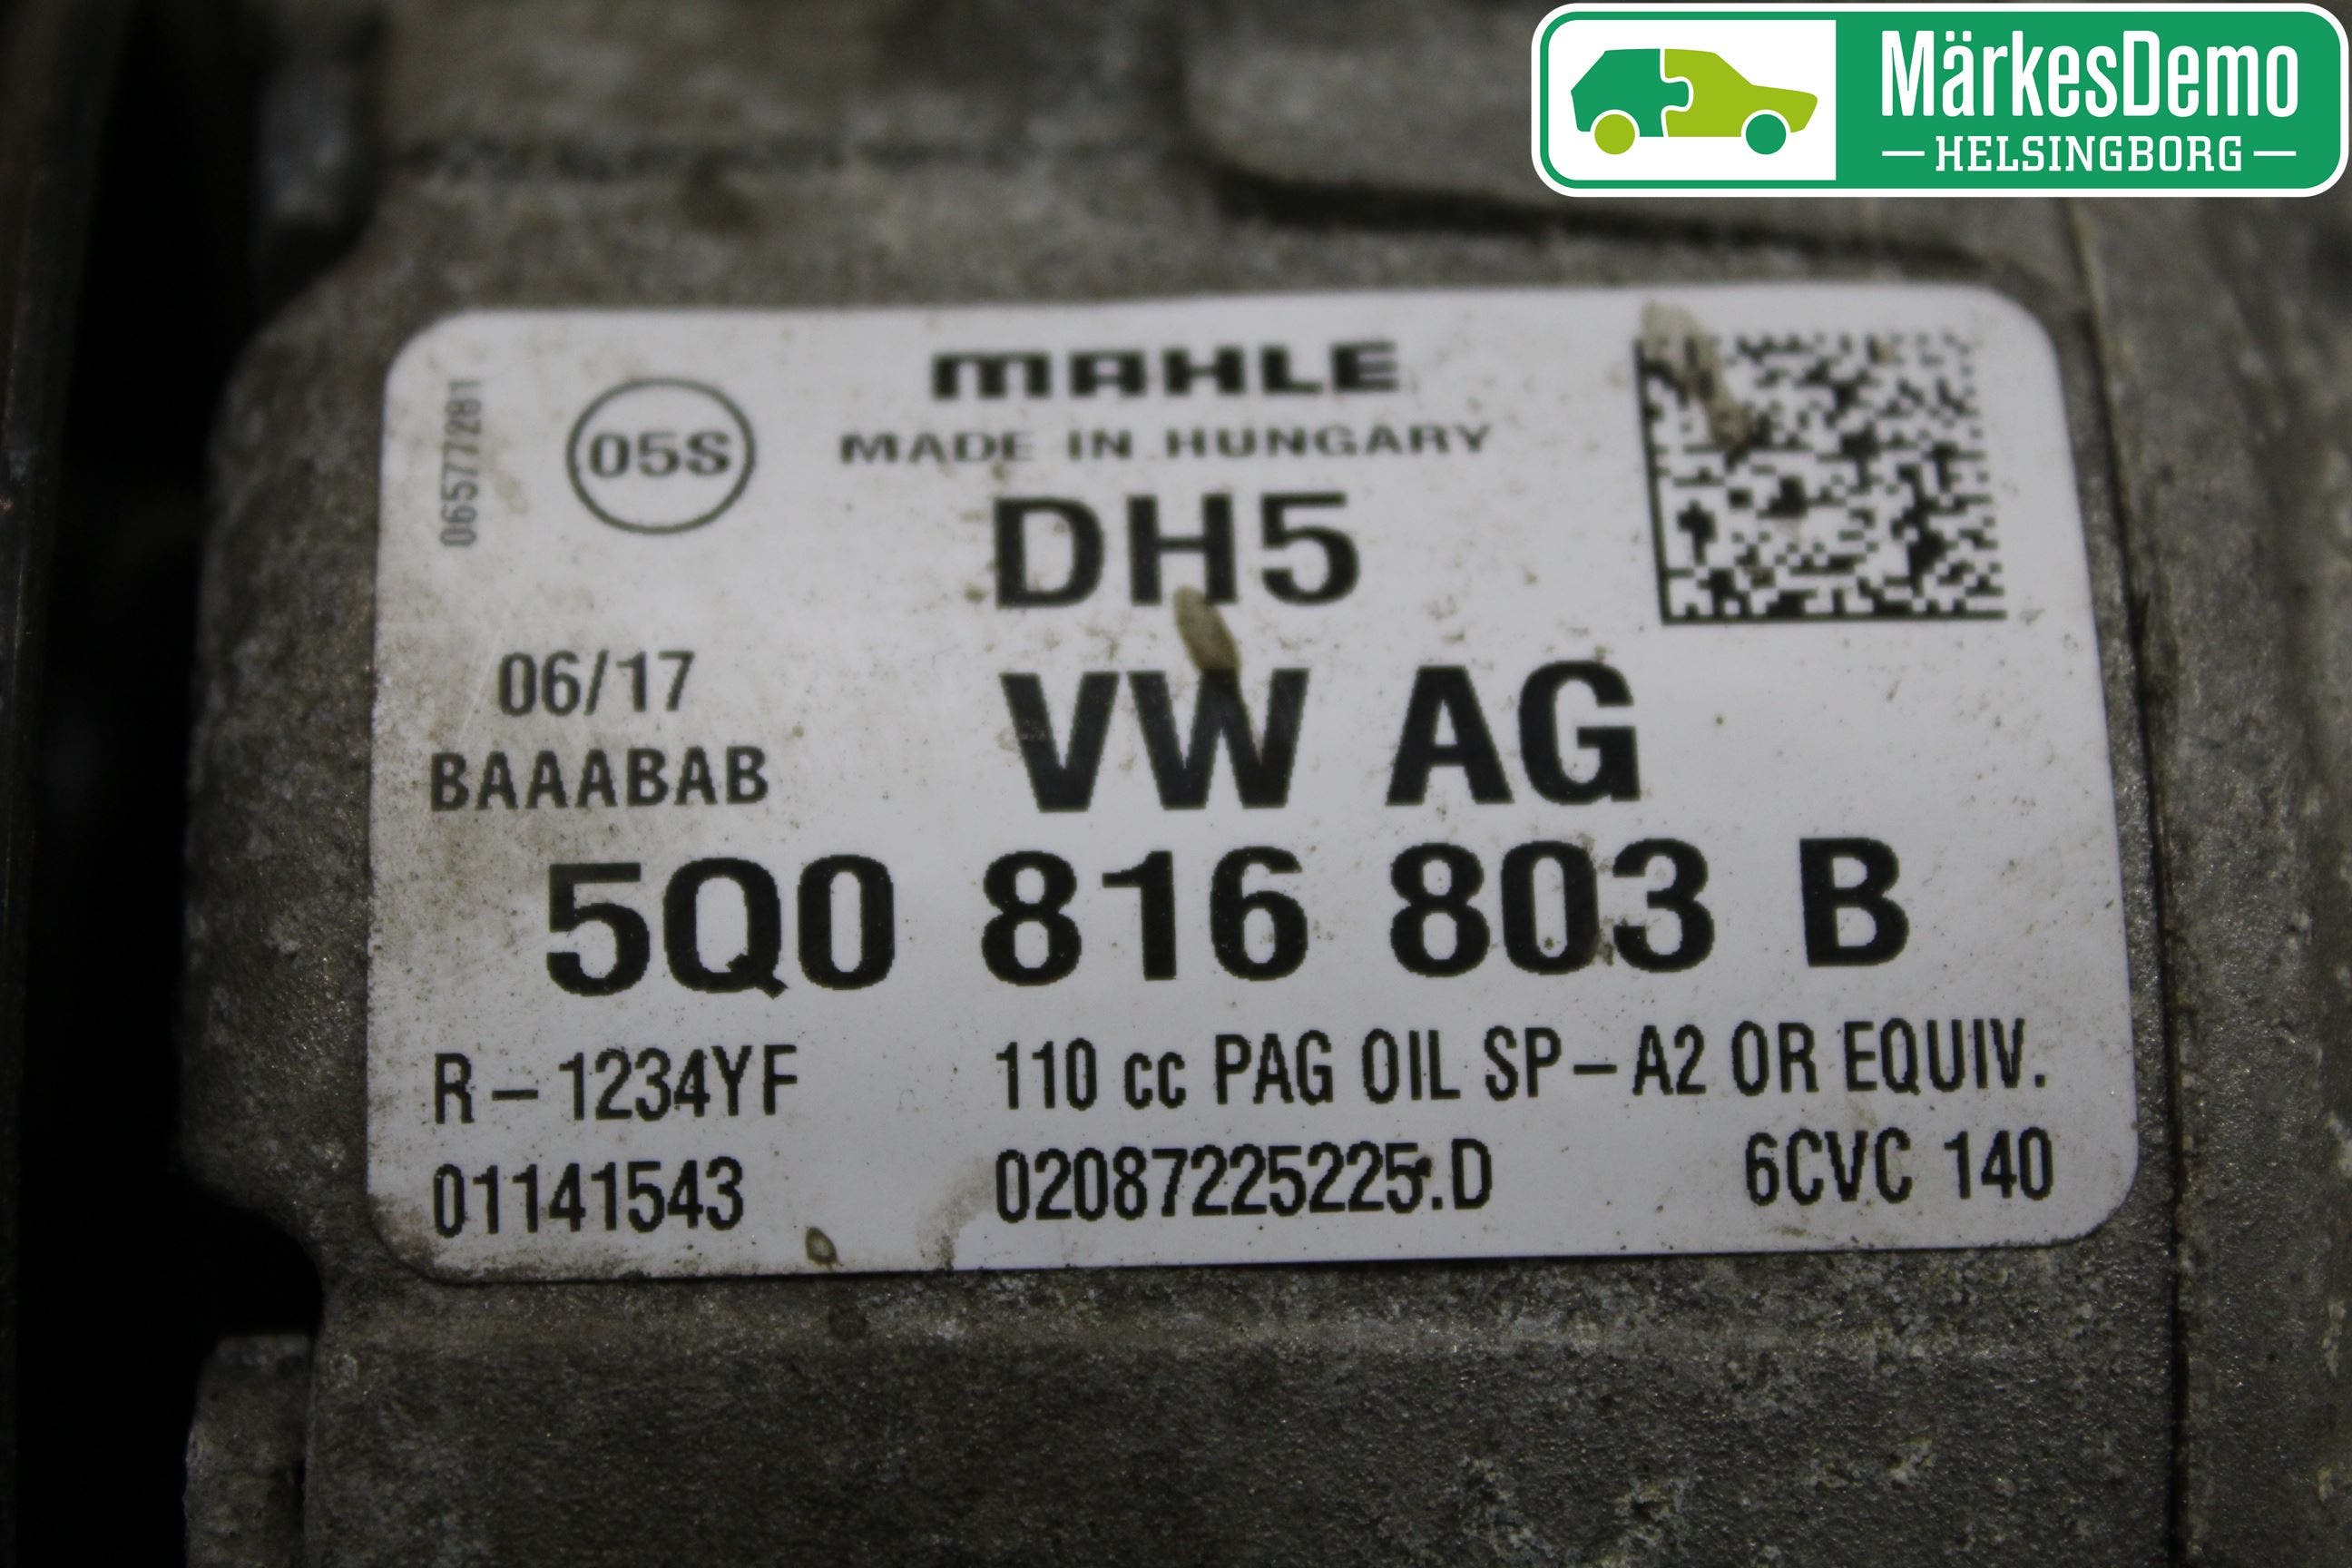 MärkesDemo
HELSINGBORG
MAHLE
MADE IN HUNGARY
05S
06577281
DH5
06/17
VW AG
BAAABAB
5Q0 816 803 B
R-1234YF 110 cc PAG OIL SP-A2 OR EQUIV.
01141543 02087225225.D 6CVC 140